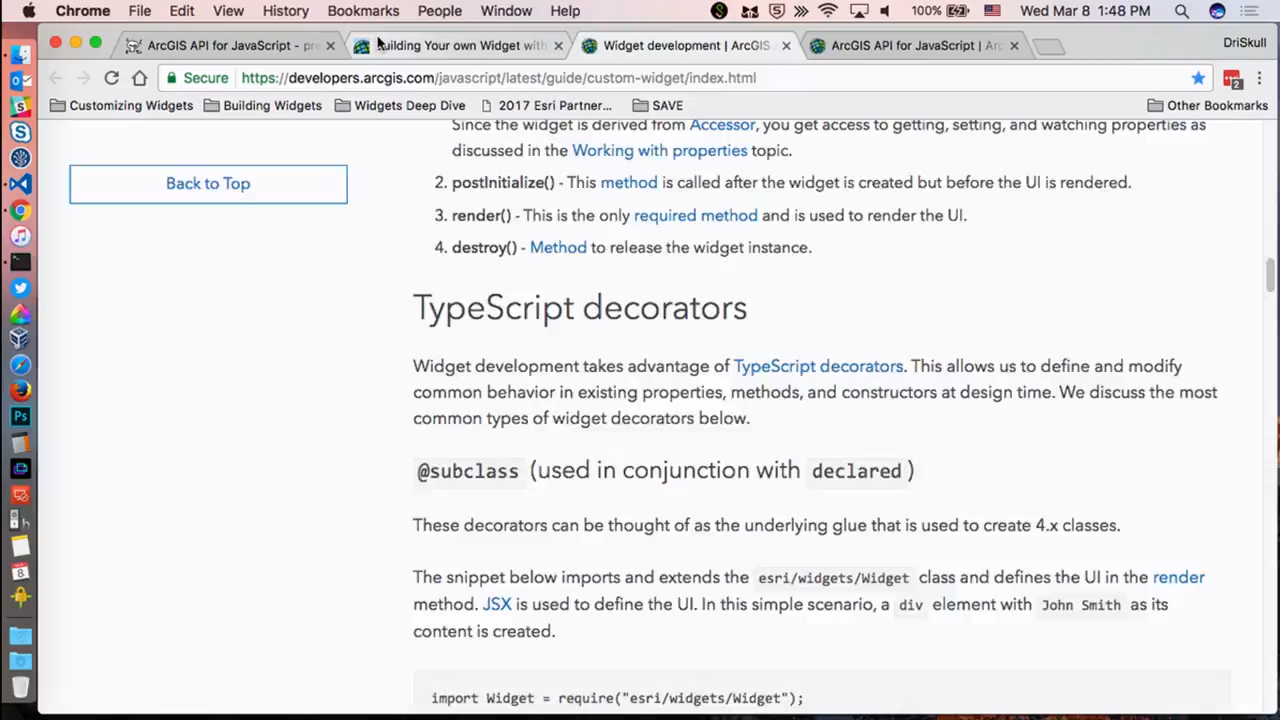 Chrome File Edit View History Bookmarks People Window Help 100% Wed Mar 8 1:48 PM
ArcGIS API for JavaScript - pre
Building Your own Widget with
Widget development | ArcGIS
ArcGIS API for JavaScript | Arc
DriSkull
Secure https://developers.arcgis.com/javascript/latest/guide/custom-widget/index.html
Customizing Widgets Building Widgets Widgets Deep Dive 2017 Esri Partner... SAVE Other Bookmarks
Since the widget is derived from Accessor, you get access to getting, setting, and watching properties as
discussed in the Working with properties topic.
Back to Top
2. postInitialize() - This method is called after the widget is created but before the UI is rendered.
3. render() - This is the only required method and is used to render the UI.
4. destroy() - Method to release the widget instance.
TypeScript decorators
Widget development takes advantage of TypeScript decorators. This allows us to define and modify
common behavior in existing properties, methods, and constructors at design time. We discuss the most
common types of widget decorators below.
@subclass (used in conjunction with declared)
These decorators can be thought of as the underlying glue that is used to create 4.x classes.
The snippet below imports and extends the esri/widgets/Widget class and defines the UI in the render
method. JSX is used to define the UI. In this simple scenario, a div element with John Smith as its
content is created.
import Widget = require("esri/widgets/Widget");